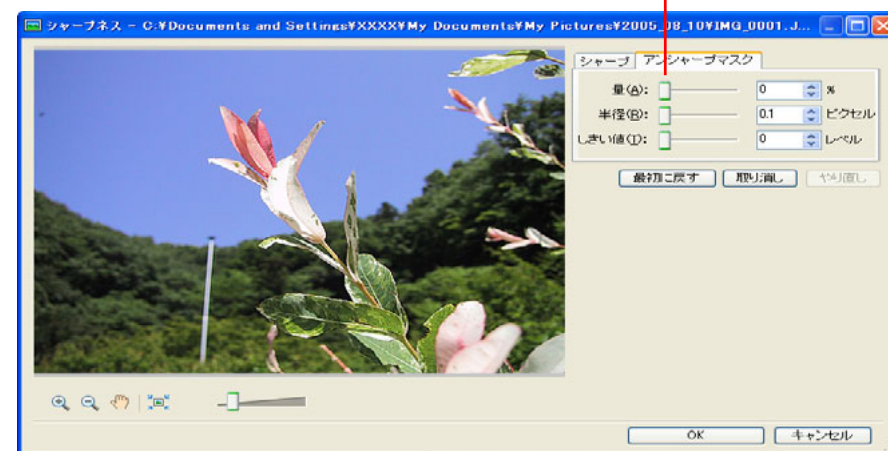 シャープネス - C:¥Documents and Settings¥XXXX¥My Documents¥My Pictures¥2005_08_10¥IMG_0001.J...
シャープ アンシャープマスク
量(A): 0 %
半径(R): 0.1 ピクセル
しきい値(T): 0 レベル
最初に戻す 取り消し やり直し
OK キャンセル